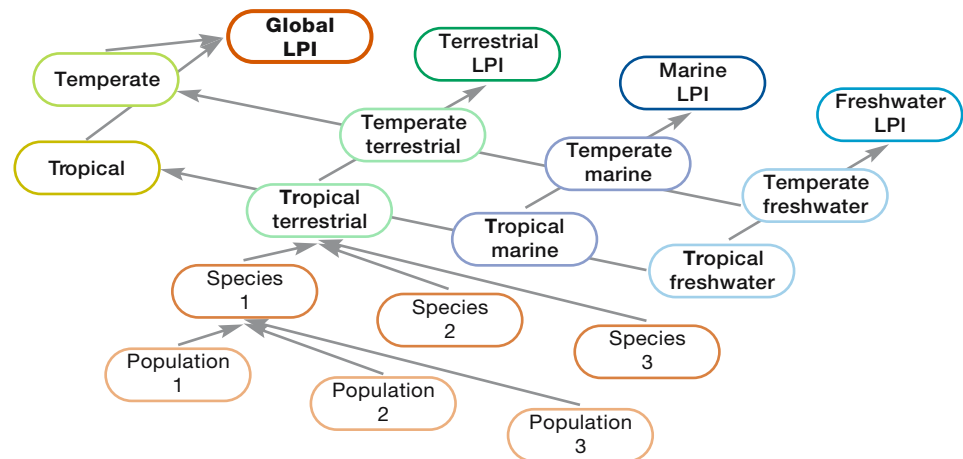 Global
LPI
Terrestrial
LPI
Temperate
Marine
LPI
Freshwater
LPI
Temperate
terrestrial
Tropical
Temperate
marine
Temperate
freshwater
Tropical
terrestrial
Tropical
marine
Tropical
freshwater
Species
1
Species
2
Species
3
Population
1
Population
2
Population
3